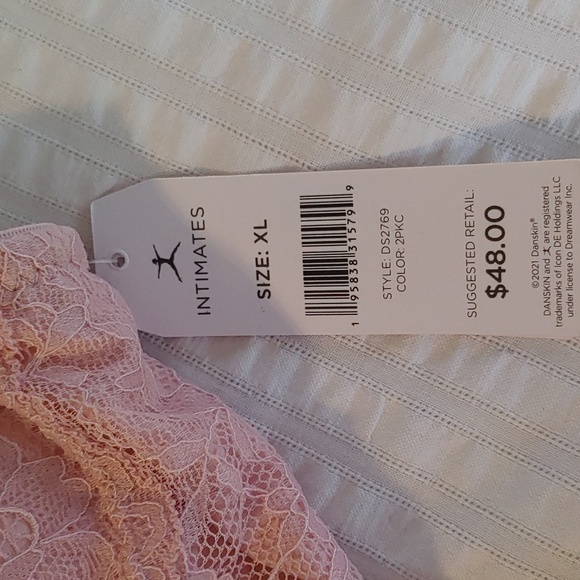 INTIMATES
SIZE: XL
1 95838 31579 9
STYLE: DS2769
COLOR: 2PKC
SUGGESTED RETAIL:
$48.00
©2021 Danskin®
DANSKIN and are registered
trademarks of Icon DE Holdings LLC
under license to Dreamwear Inc.